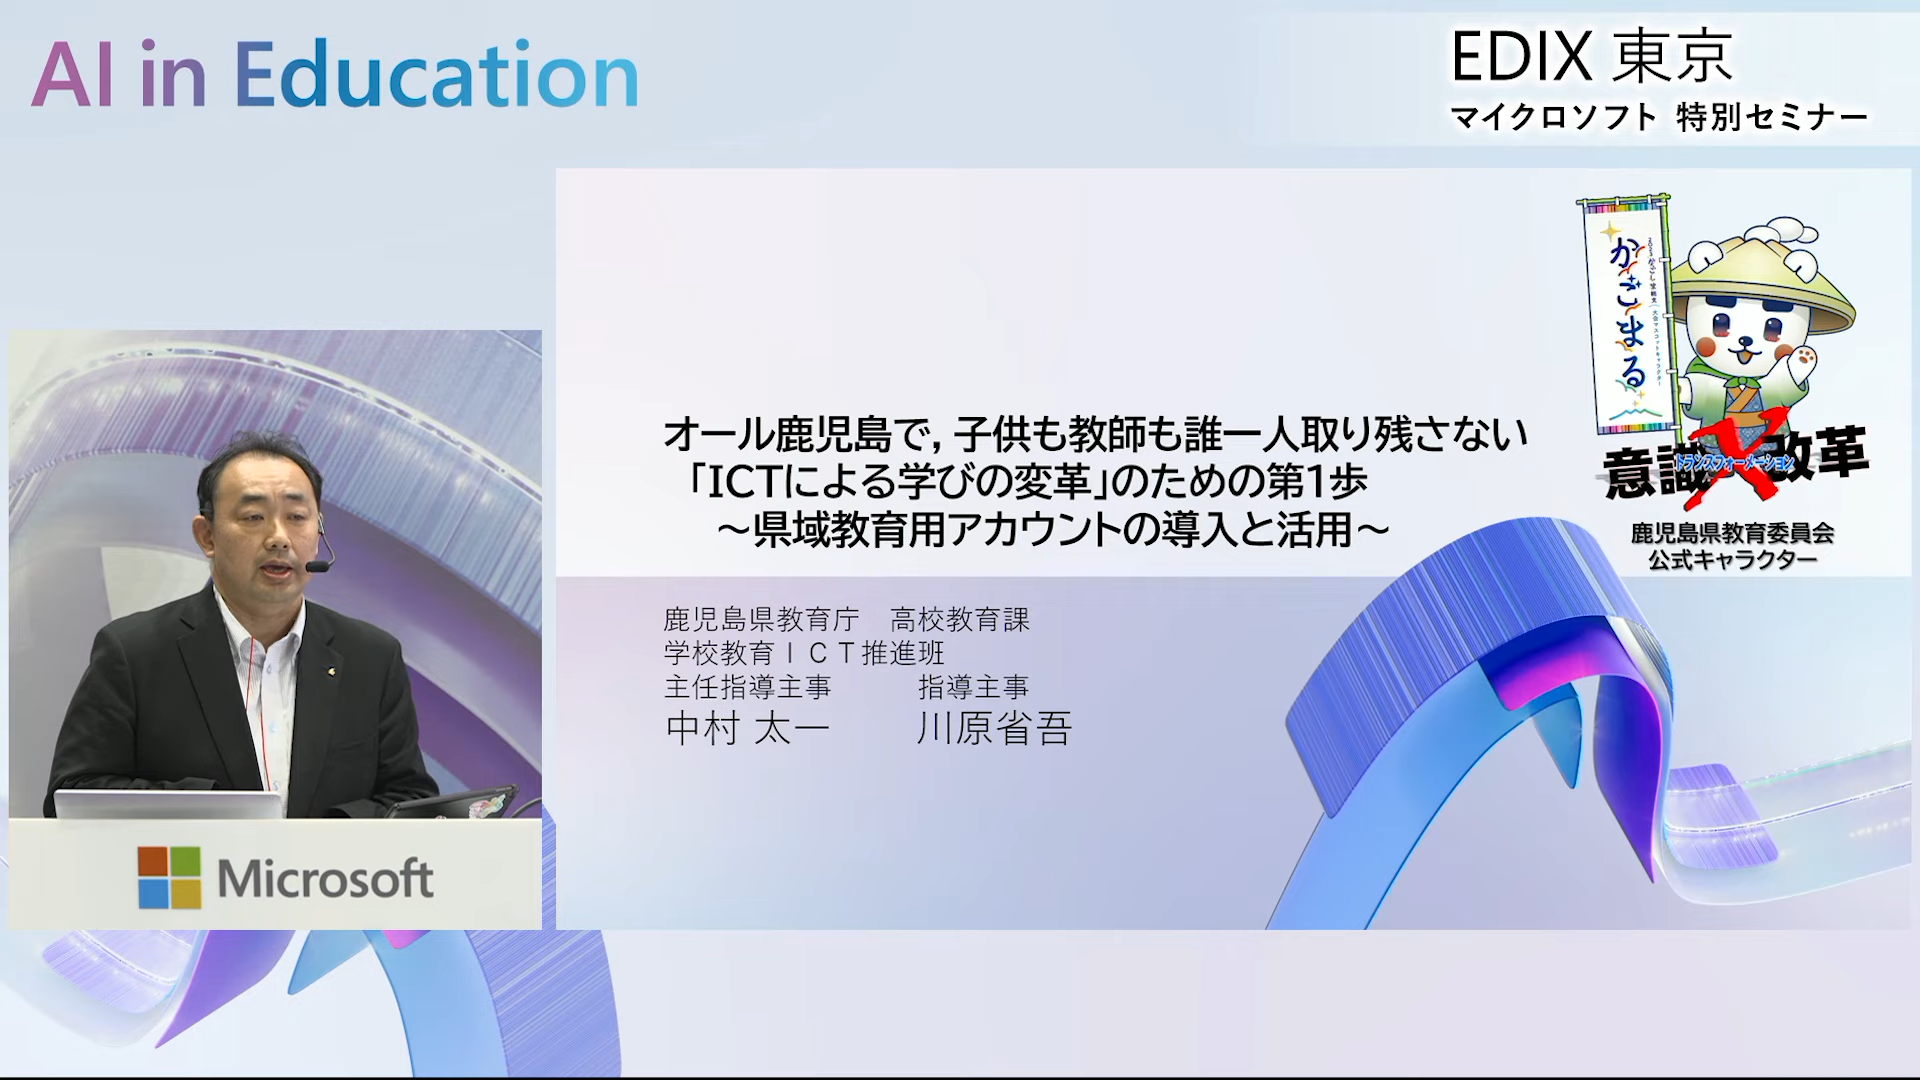 AI in Education
EDIX 東京
マイクロソフト 特別セミナー
かごまる
オール鹿児島で，子供も教師も誰一人取り残さない
「ICTによる学びの変革」のための第1歩
～県域教育用アカウントの導入と活用～
意識X改革
トランスフォーメーション
鹿児島県教育委員会
公式キャラクター
鹿児島県教育庁　高校教育課
学校教育ＩＣＴ推進班
主任指導主事　　　指導主事
中村 太一　　川原省吾
Microsoft